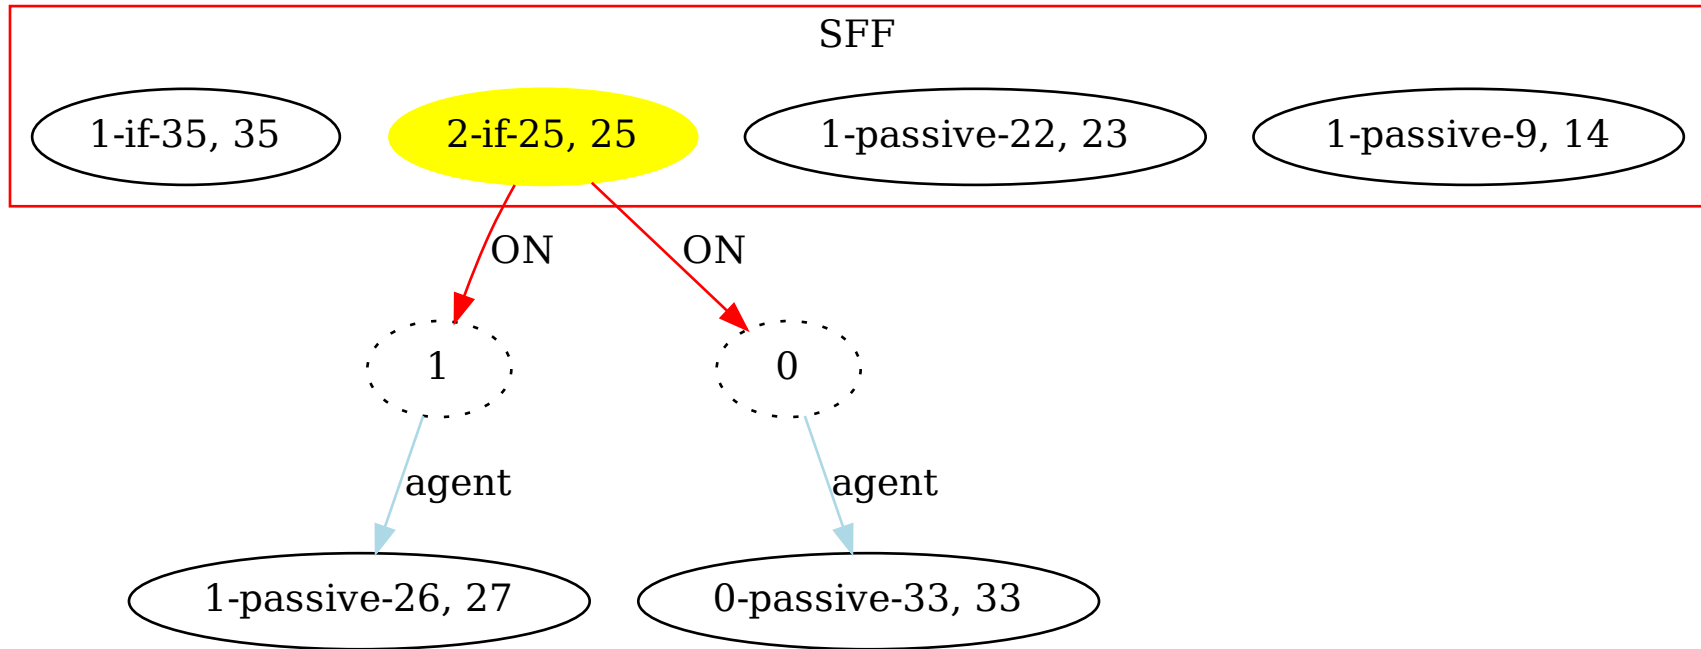 SFF
1-if-35, 35
2-if-25, 25
1-passive-22, 23
1-passive-9, 14
ON
ON
1
0
agent
agent
1-passive-26, 27
0-passive-33, 33